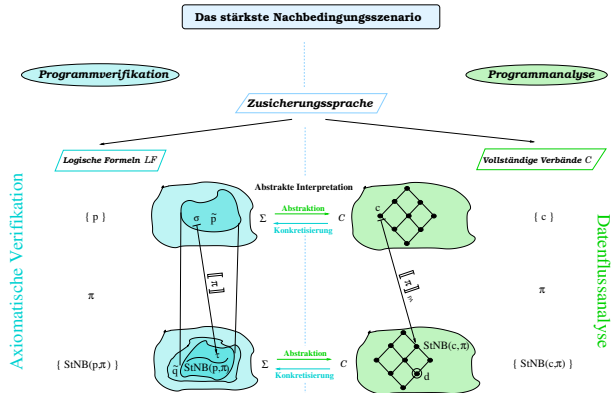 Das stärkste Nachbedingungsszenario
Programmverifikation
Programmanalyse
Zusicherungssprache
Logische Formeln LF
Vollständige Verbände C
Axiomatische Verifikation
Datenflussanalyse
Abstrakte Interpretation
{ p }
σ
p̃
Σ
Abstraktion
Konkretisierung
C
c
{ c }
π
[[ π ]]
[[ π ]]
π
{ StNB(p,π) }
q̃
StNB(p,π)
Σ
Abstraktion
Konkretisierung
C
StNB(c,π)
d
{ StNB(c,π) }